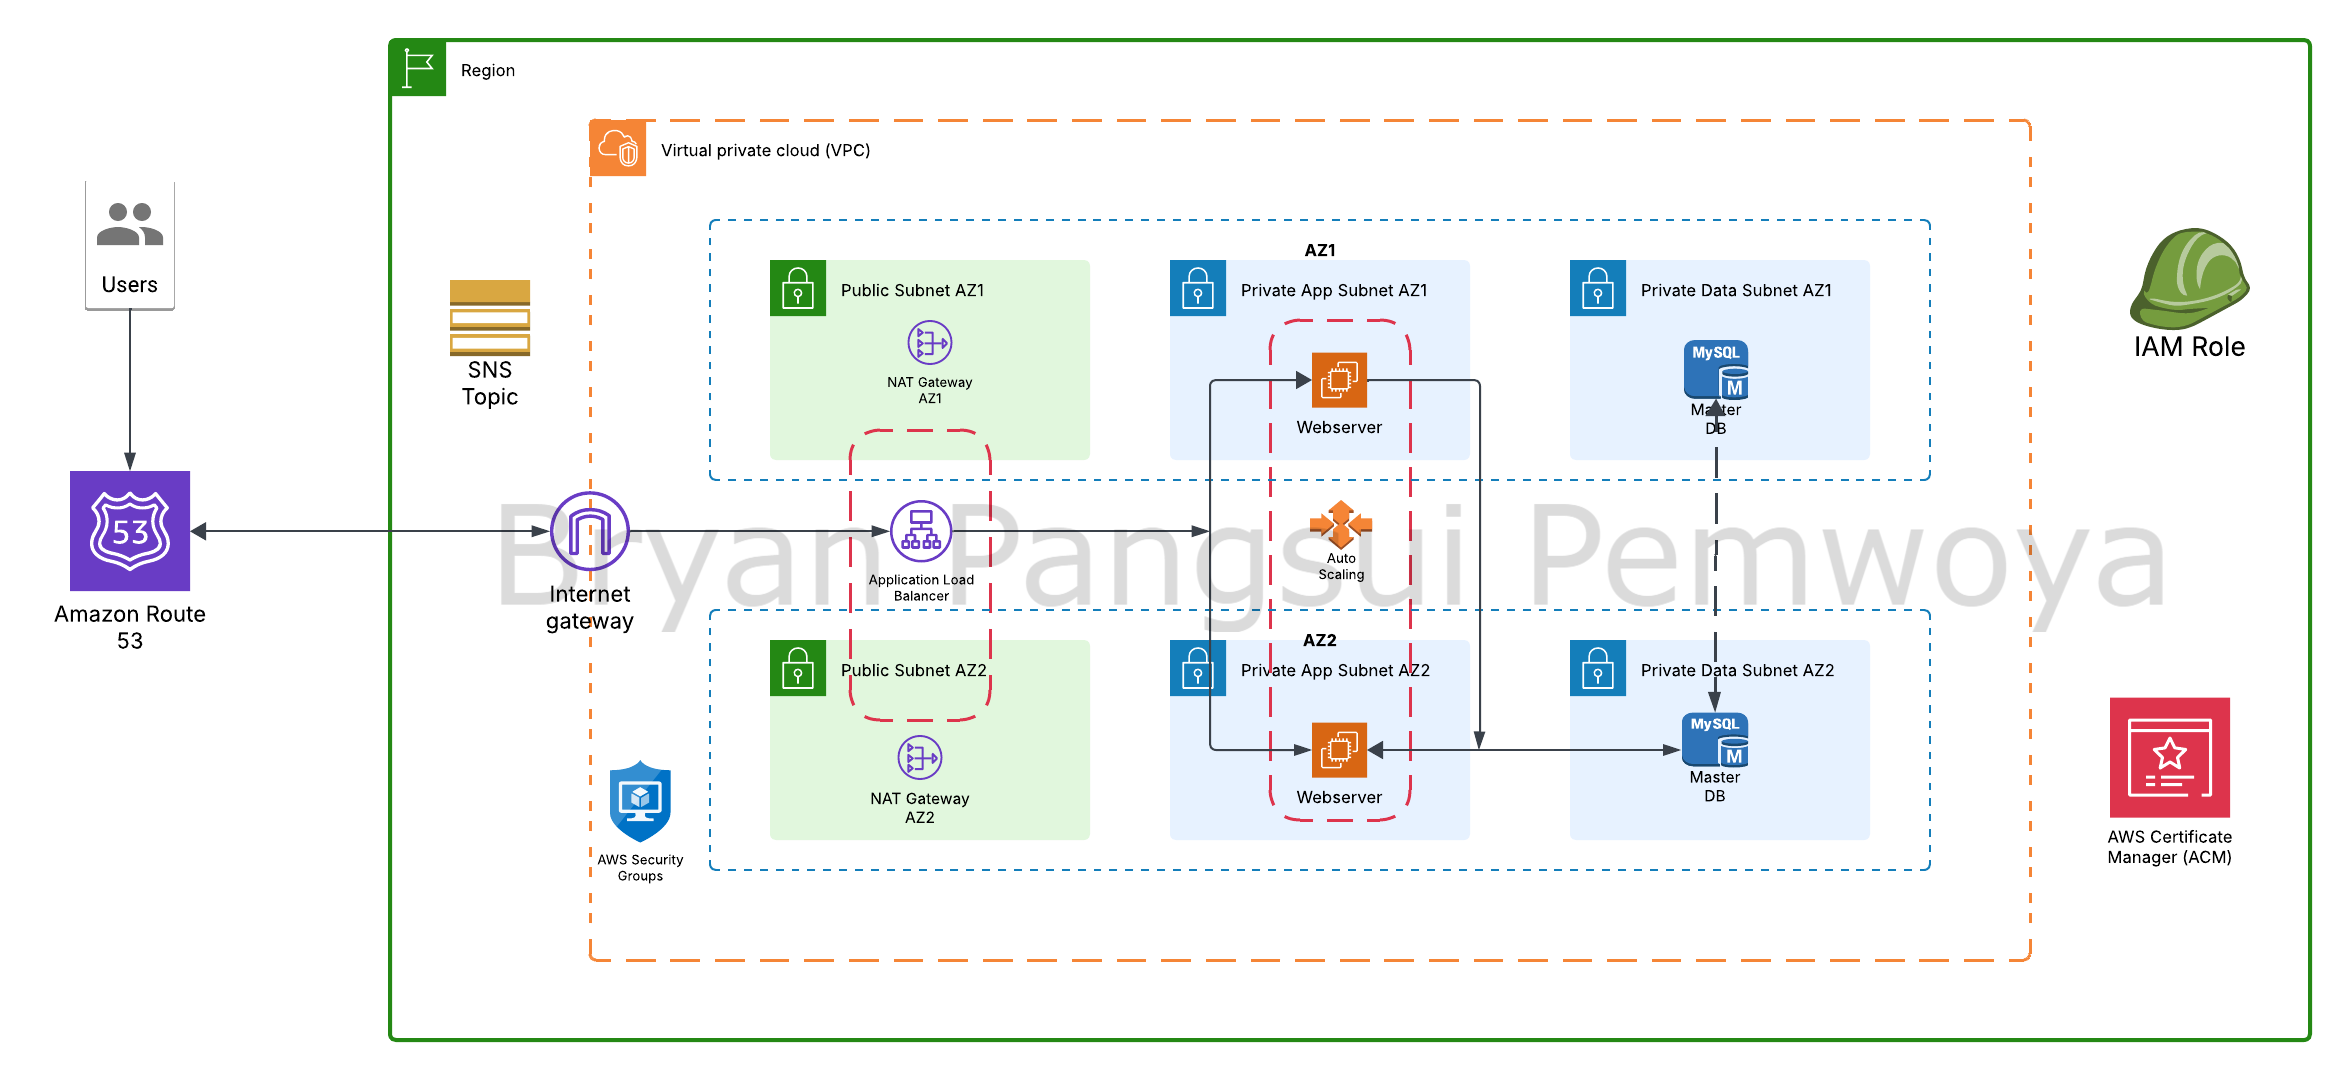 Region
Virtual private cloud (VPC)
Users
AZ1
Public Subnet AZ1
Private App Subnet AZ1
Private Data Subnet AZ1
NAT Gateway
AZ1
Webserver
MySQL
M
Master
DB
SNS
Topic
IAM Role
53
Amazon Route
53
Internet
gateway
Application Load
Balancer
Auto
Scaling
Bryan Pangsui Pemwoya
AZ2
Public Subnet AZ2
Private App Subnet AZ2
Private Data Subnet AZ2
NAT Gateway
AZ2
Webserver
MySQL
M
Master
DB
AWS Security
Groups
AWS Certificate
Manager (ACM)